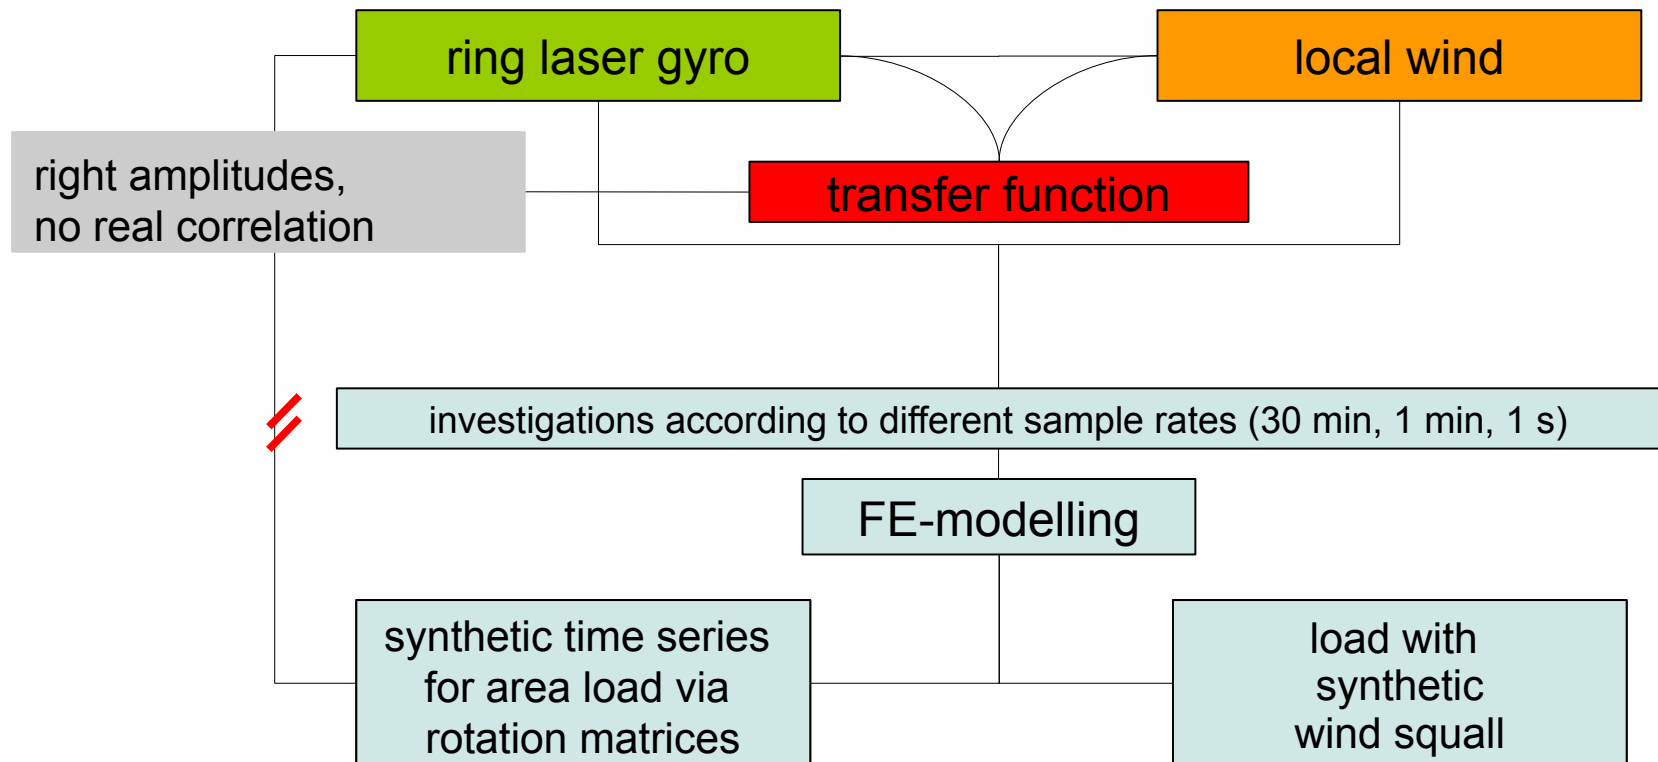 ring laser gyro
local wind
right amplitudes,
no real correlation
transfer function
investigations according to different sample rates (30 min, 1 min, 1 s)
FE-modelling
synthetic time series
for area load via
rotation matrices
load with
synthetic
wind squall